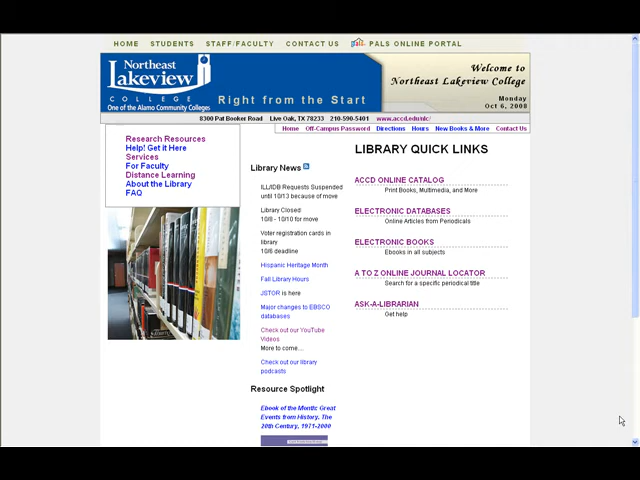 HOME STUDENTS STAFF/FACULTY CONTACT US PALS ONLINE PORTAL
Northeast
Lakeview
COLLEGE
One of the Alamo Community Colleges
Right from the Start
Welcome to
Northeast Lakeview College
Monday
Oct 6, 2008
8300 Pat Booker Road Live Oak, TX 78233 210-590-5401 www.accd.edu/nlc/
Home Off-Campus Password Directions Hours New Books & More Contact Us
Research Resources
Help! Get it Here
Services
For Faculty
Distance Learning
About the Library
FAQ
Library News
ILL/IDB Requests Suspended
until 10/13 because of move
Library Closed
10/8 - 10/10 for move
Voter registration cards in
library
10/6 deadline
Hispanic Heritage Month
Fall Library Hours
JSTOR is here
Major changes to EBSCO
databases
Check out our YouTube
Videos
More to come...
Check out our library
podcasts
Resource Spotlight
Ebook of the Month: Great
Events from History, The
20th Century, 1971-2000
LIBRARY QUICK LINKS
ACCD ONLINE CATALOG
Print Books, Multimedia, and More
ELECTRONIC DATABASES
Online Articles from Periodicals
ELECTRONIC BOOKS
Ebooks in all subjects
A TO Z ONLINE JOURNAL LOCATOR
Search for a specific periodical title
ASK-A-LIBRARIAN
Get help